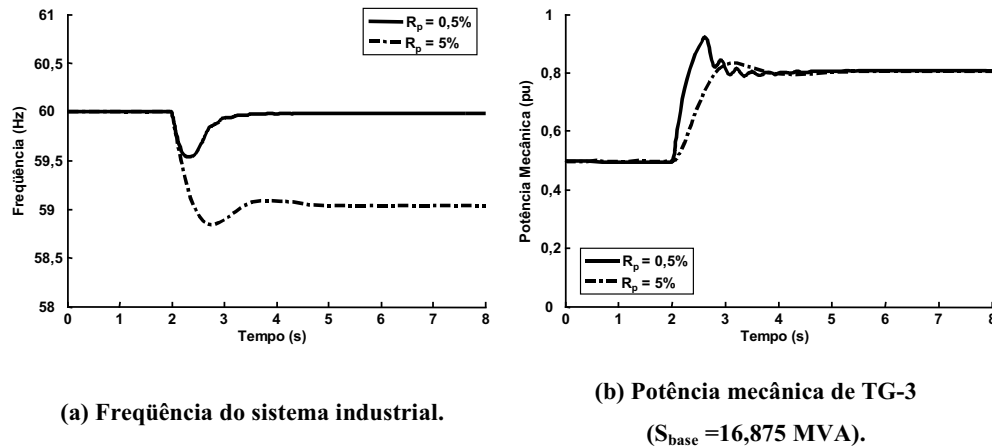 61
60,5
60
59,5
59
58,5
58
Freqüência (Hz)
0 1 2 3 4 5 6 7 8
Tempo (s)
Rp = 0,5%
Rp = 5%
(a) Freqüência do sistema industrial.
1
0,8
0,6
0,4
0,2
0
Potência Mecânica (pu)
0 1 2 3 4 5 6 7 8
Tempo (s)
Rp = 0,5%
Rp = 5%
(b) Potência mecânica de TG-3
(Sbase =16,875 MVA).